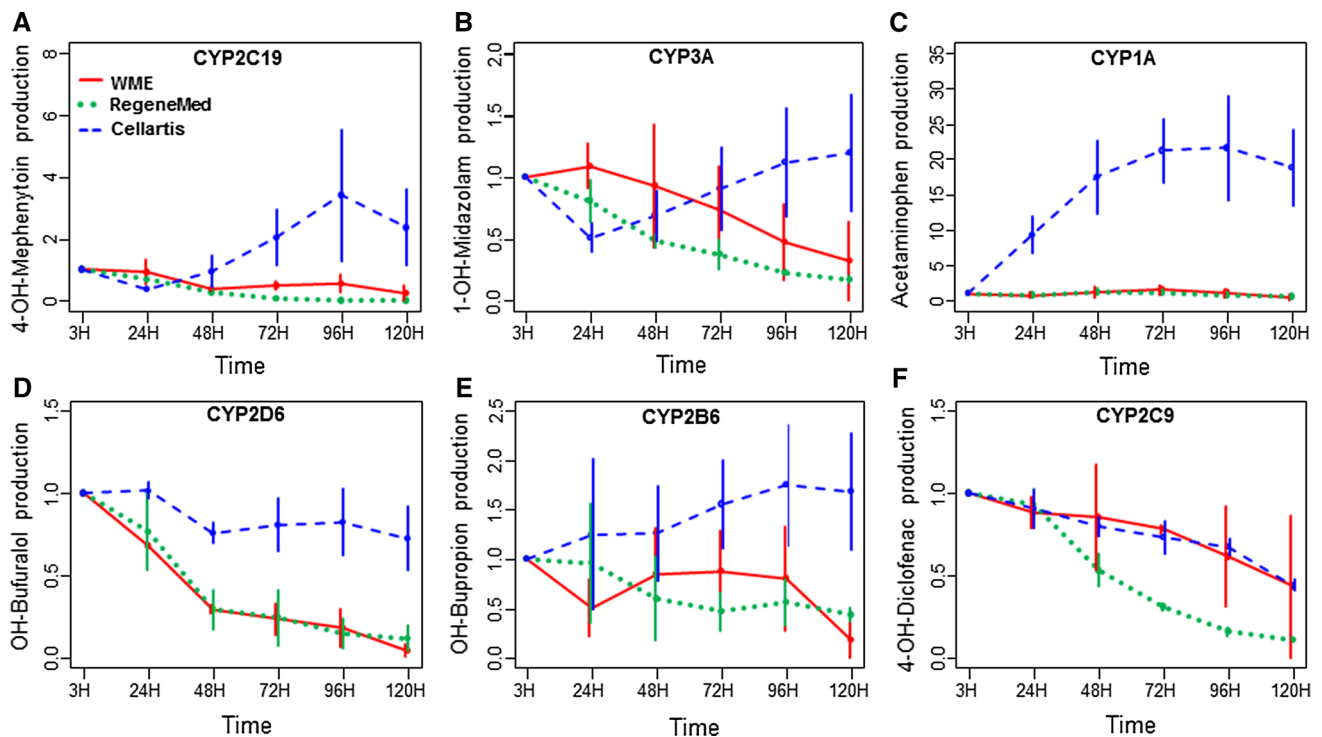 A
CYP2C19
4-OH-Mephenytoin production
8
6
4
2
0
WME
RegeneMed
Cellartis
3H 24H 48H 72H 96H 120H
Time
B
CYP3A
1-OH-Midazolam production
2.0
1.5
1.0
0.5
0.0
3H 24H 48H 72H 96H 120H
Time
C
CYP1A
Acetaminophen production
35
30
25
20
15
10
5
0
3H 24H 48H 72H 96H 120H
Time
D
CYP2D6
OH-Bufuralol production
1.5
1.0
0.5
0.0
3H 24H 48H 72H 96H 120H
Time
E
CYP2B6
OH-Bupropion production
2.5
2.0
1.5
1.0
0.5
0.0
3H 24H 48H 72H 96H 120H
Time
F
CYP2C9
4-OH-Diclofenac production
1.5
1.0
0.5
0.0
3H 24H 48H 72H 96H 120H
Time